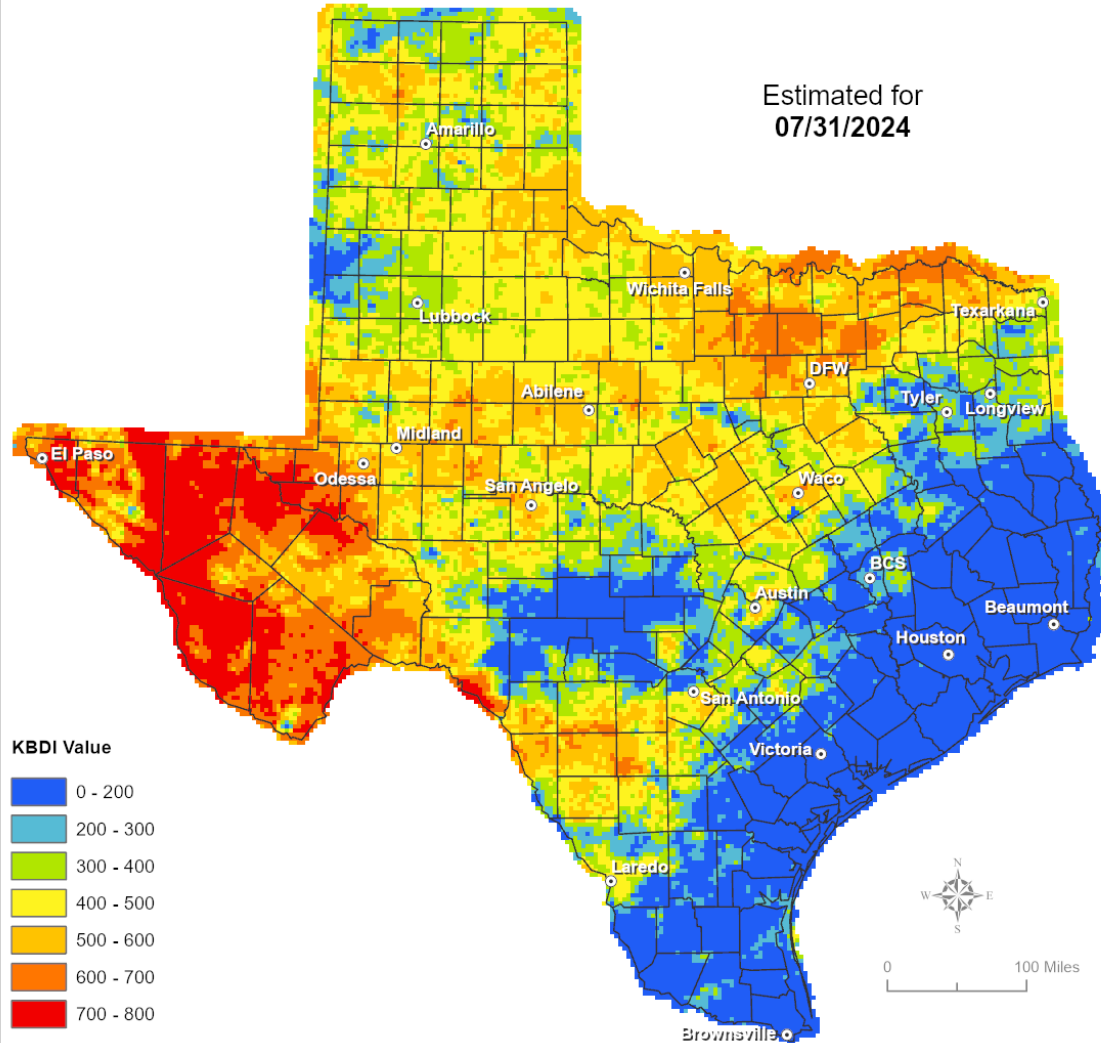 Estimated for
07/31/2024
Amarillo
Wichita Falls
Lubbock
Texarkana
DFW
Abilene
Tyler
Longview
Midland
El Paso
Odessa
San Angelo
Waco
BCS
Austin
Beaumont
Houston
San Antonio
Victoria
Laredo
Brownsville
KBDI Value
0 - 200
200 - 300
300 - 400
400 - 500
500 - 600
600 - 700
700 - 800
N
W E
S
0 100 Miles